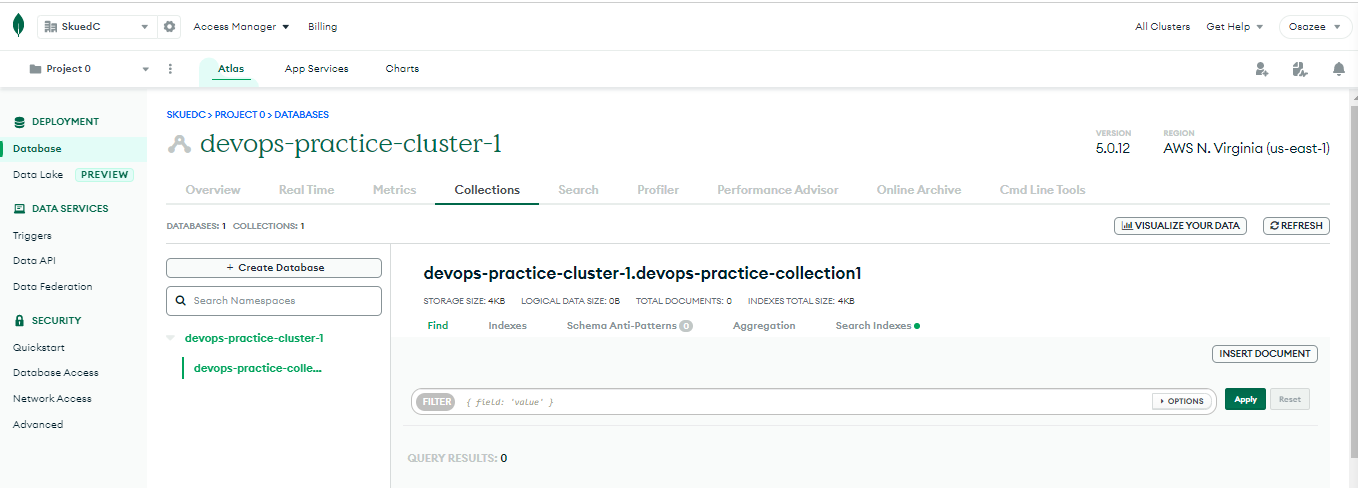 SkuedC Access Manager Billing All Clusters Get Help Osazee
Project 0 Atlas App Services Charts
DEPLOYMENT
Database
Data Lake PREVIEW
DATA SERVICES
Triggers
Data API
Data Federation
SECURITY
Quickstart
Database Access
Network Access
Advanced
SKUEDC > PROJECT 0 > DATABASES
devops-practice-cluster-1
VERSION
5.0.12
REGION
AWS N. Virginia (us-east-1)
Overview Real Time Metrics Collections Search Profiler Performance Advisor Online Archive Cmd Line Tools
DATABASES: 1 COLLECTIONS: 1
VISUALIZE YOUR DATA REFRESH
+ Create Database
Search Namespaces
devops-practice-cluster-1
devops-practice-colle...
devops-practice-cluster-1.devops-practice-collection1
STORAGE SIZE: 4KB LOGICAL DATA SIZE: 0B TOTAL DOCUMENTS: 0 INDEXES TOTAL SIZE: 4KB
Find Indexes Schema Anti-Patterns 0 Aggregation Search Indexes
INSERT DOCUMENT
FILTER { field: 'value' } OPTIONS Apply Reset
QUERY RESULTS: 0